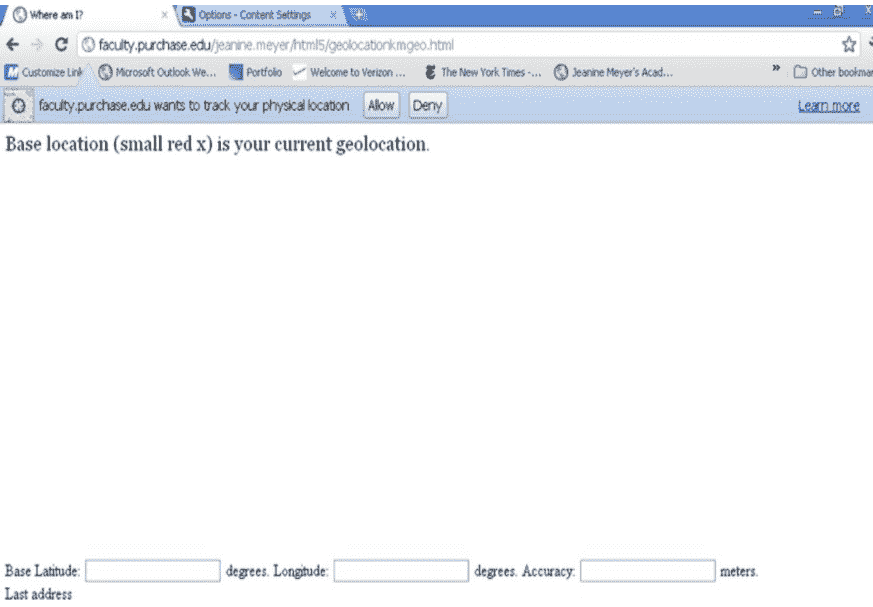 Where am I? Options - Content Settings
faculty.purchase.edu/jeanine.meyer/html5/geolocationkmgeo.html
Customize Link Microsoft Outlook We... Portfolio Welcome to Verizon ... The New York Times -... Jeanine Meyer's Acad... » Other bookmar
faculty.purchase.edu wants to track your physical location Allow Deny Learn more
Base location (small red x) is your current geolocation.
Base Latitude: degrees. Longitude: degrees. Accuracy: meters.
Last address